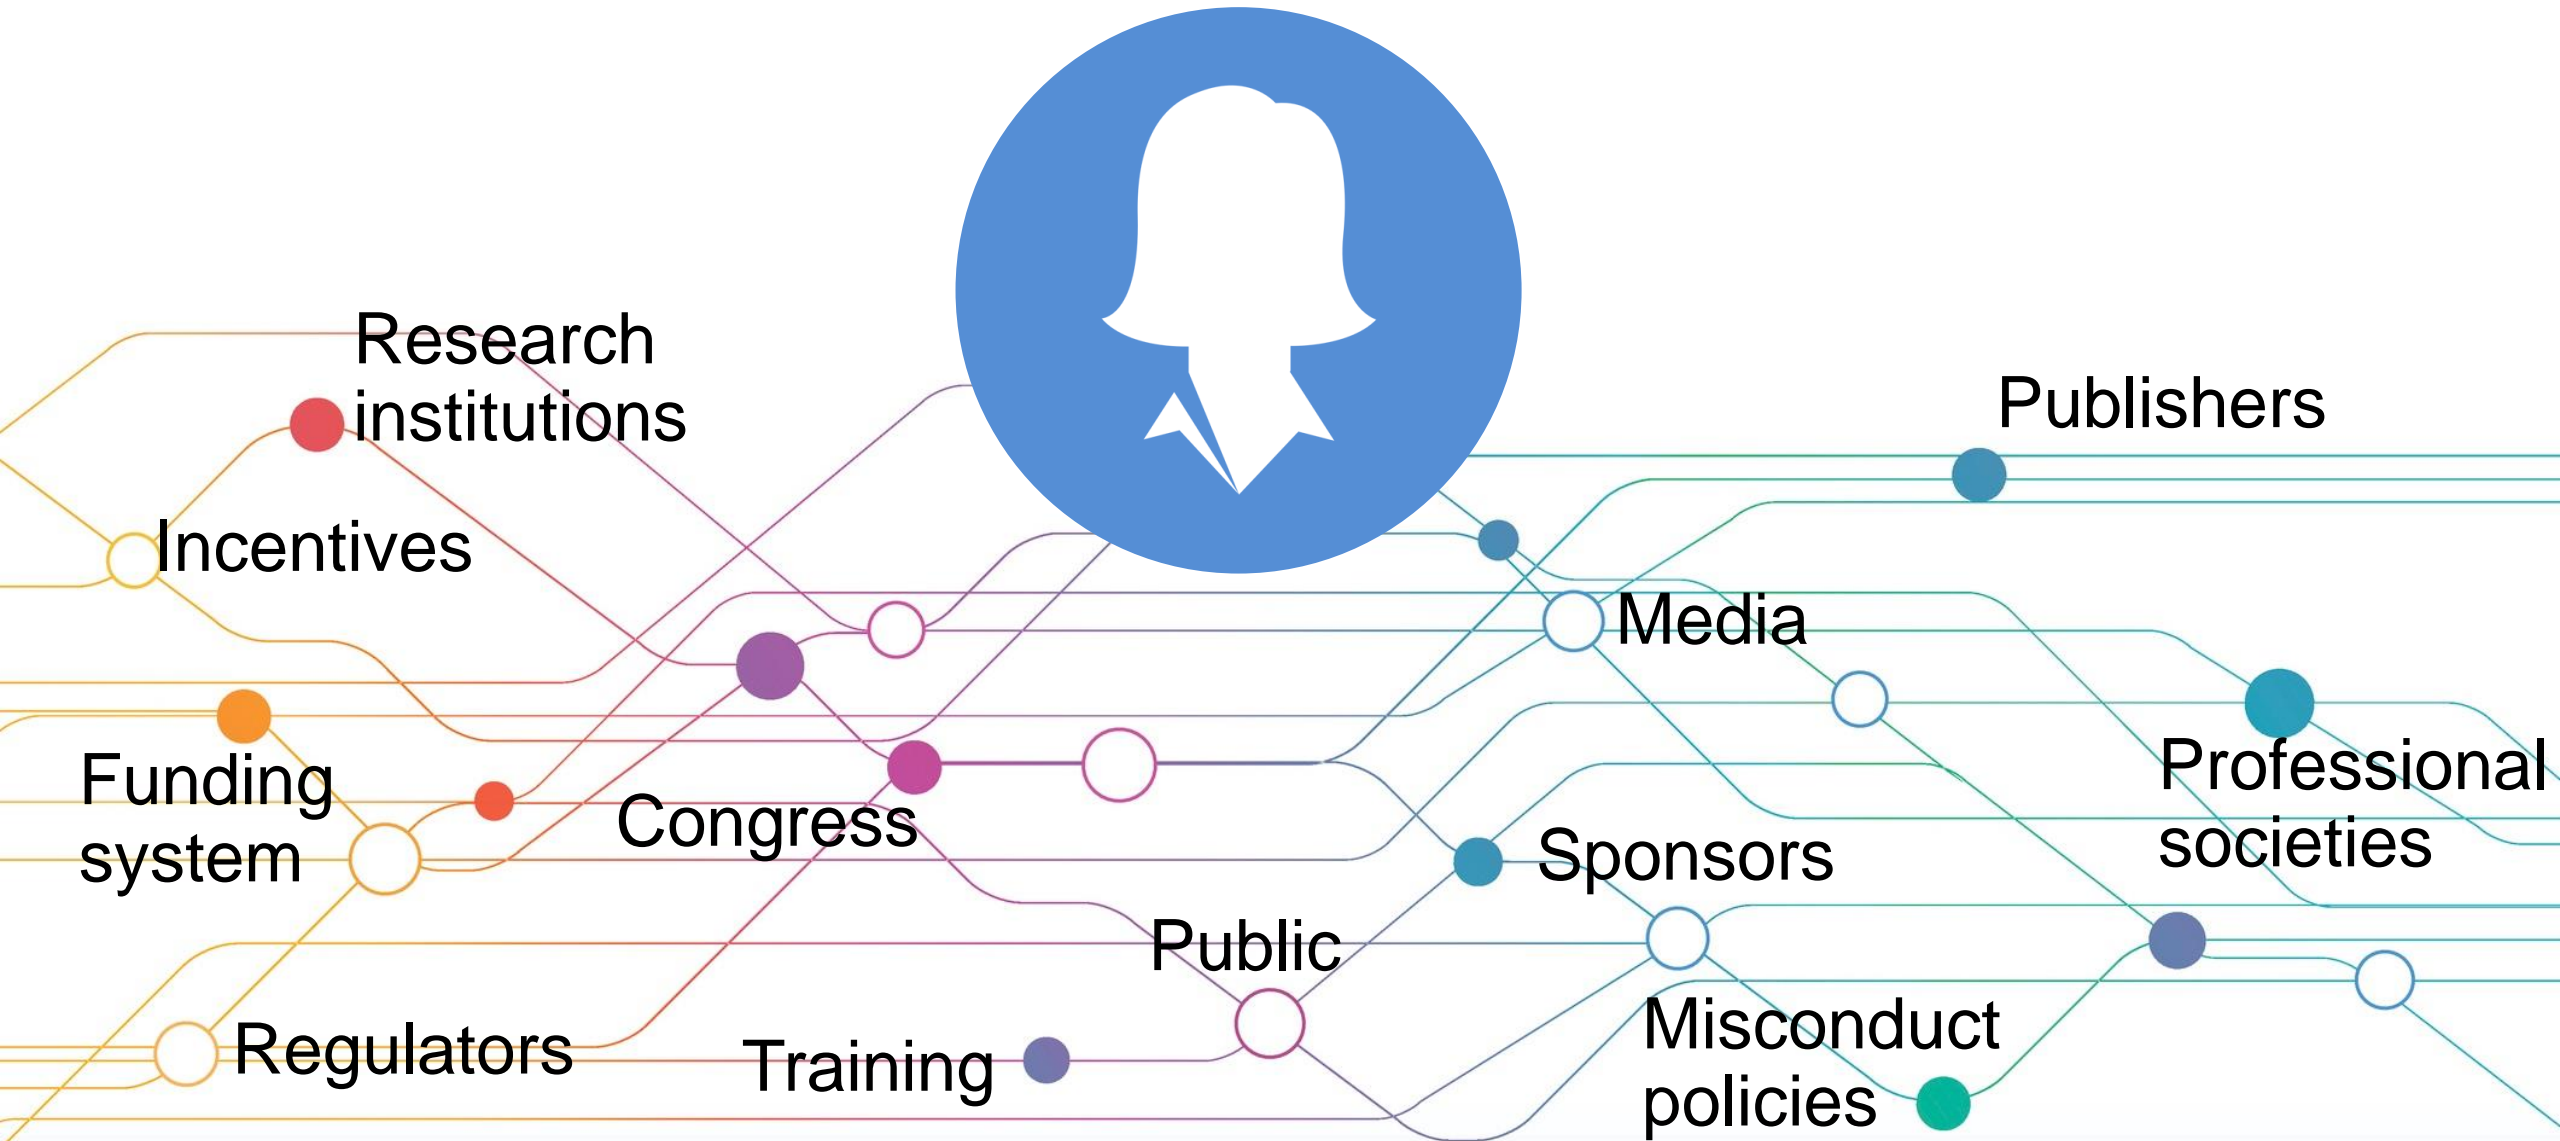 Research
institutions
Publishers
Incentives
Media
Funding
system
Congress
Professional
societies
Sponsors
Public
Regulators
Training
Misconduct
policies